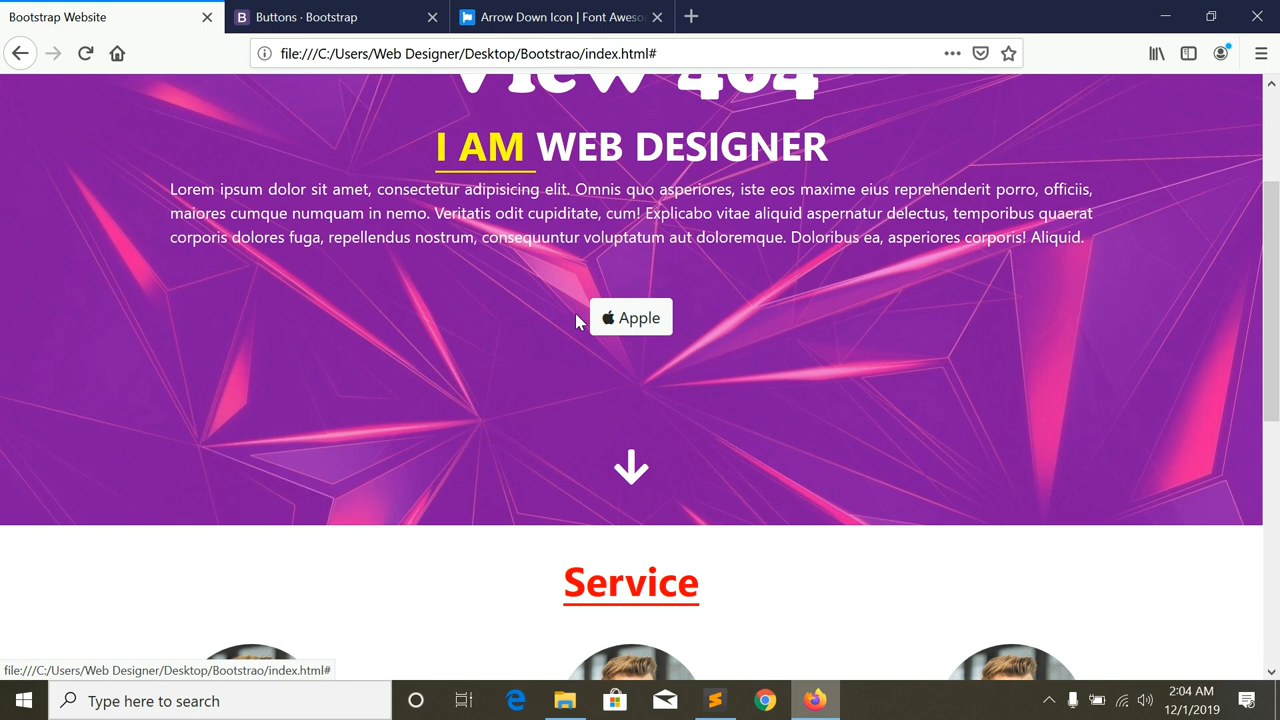 Bootstrap Website
Buttons · Bootstrap
Arrow Down Icon | Font Aweso
file:///C:/Users/Web Designer/Desktop/Bootstrao/index.html#
View 404
I AM WEB DESIGNER
Lorem ipsum dolor sit amet, consectetur adipisicing elit. Omnis quo asperiores, iste eos maxime eius reprehenderit porro, officiis,
maiores cumque numquam in nemo. Veritatis odit cupiditate, cum! Explicabo vitae aliquid aspernatur delectus, temporibus quaerat
corporis dolores fuga, repellendus nostrum, consequuntur voluptatum aut doloremque. Doloribus ea, asperiores corporis! Aliquid.
Apple
Service
file:///C:/Users/Web Designer/Desktop/Bootstrao/index.html#
Type here to search
2:04 AM
12/1/2019